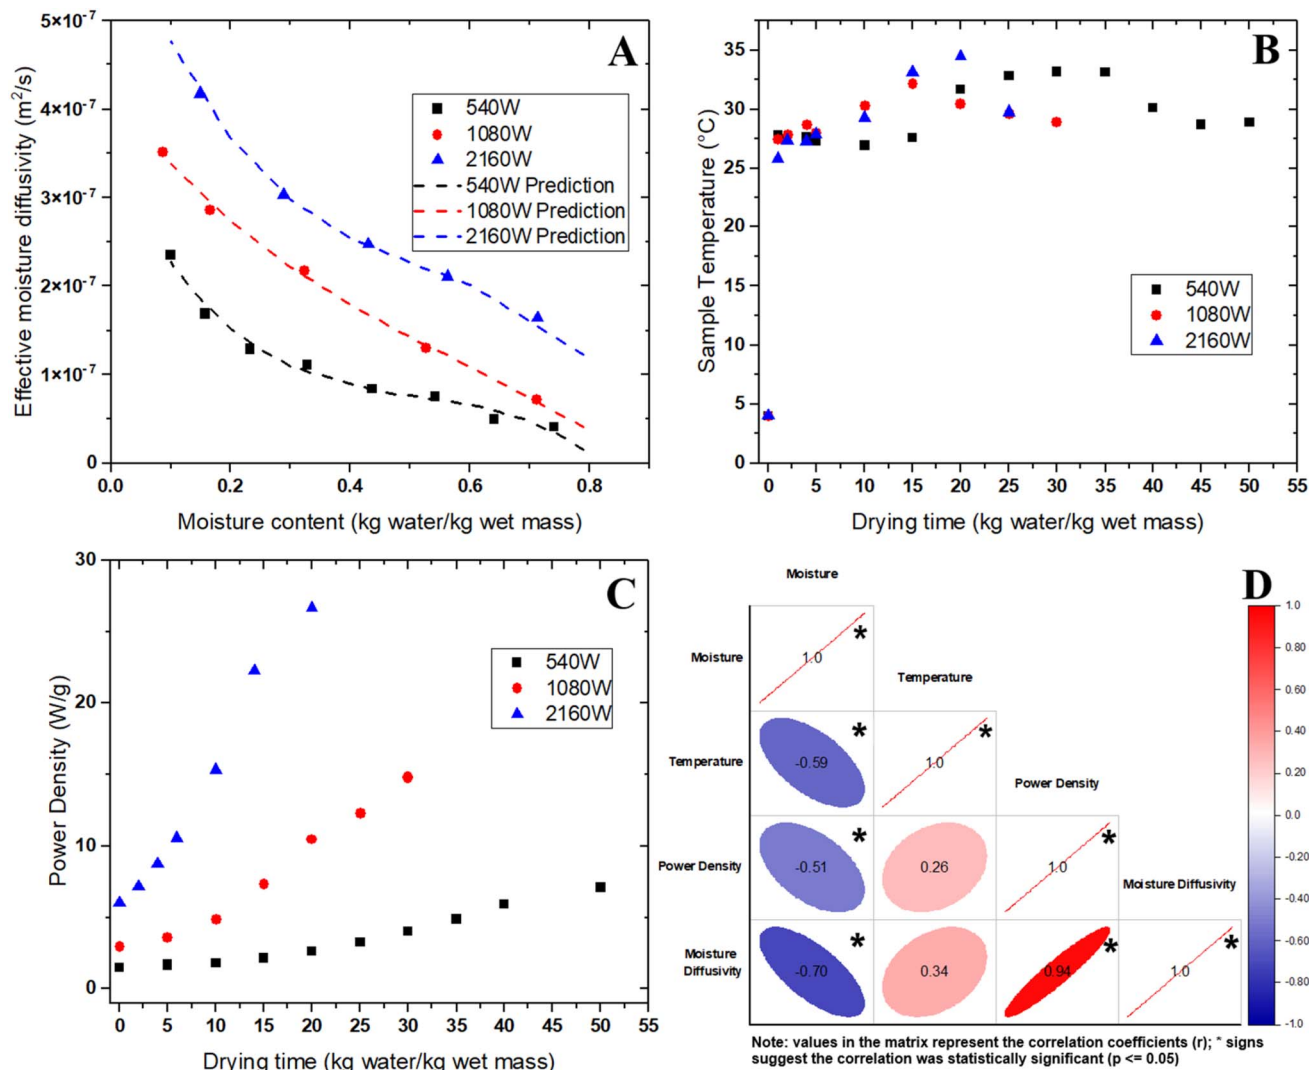 A
5×10⁻⁷
4×10⁻⁷
3×10⁻⁷
2×10⁻⁷
1×10⁻⁷
0
Effective moisture diffusivity (m²/s)
540W
1080W
2160W
540W Prediction
1080W Prediction
2160W Prediction
0.0 0.2 0.4 0.6 0.8
Moisture content (kg water/kg wet mass)
B
35
30
25
20
15
10
5
0
Sample Temperature (°C)
540W
1080W
2160W
0 5 10 15 20 25 30 35 40 45 50 55
Drying time (kg water/kg wet mass)
C
30
20
10
0
Power Density (W/g)
540W
1080W
2160W
0 5 10 15 20 25 30 35 40 45 50 55
Drying time (kg water/kg wet mass)
D
Moisture
Moisture 1.0 *
Temperature
Temperature -0.59 * 1.0 *
Power Density
Power Density -0.51 * 0.26 1.0 *
Moisture Diffusivity
Moisture
Diffusivity -0.70 * 0.34 0.94 * 1.0 *
1.0
0.80
0.60
0.40
0.20
0.0
-0.20
-0.40
-0.60
-0.80
-1.0
Note: values in the matrix represent the correlation coefficients (r); * signs
suggest the correlation was statistically significant (p <= 0.05)